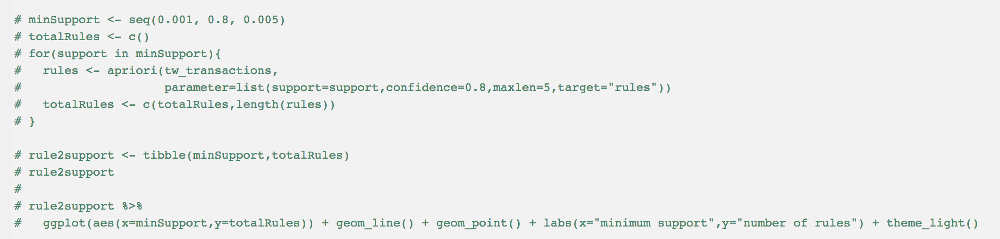 # minSupport <- seq(0.001, 0.8, 0.005)
# totalRules <- c()
# for(support in minSupport){
#   rules <- apriori(tw_transactions,
#                    parameter=list(support=support,confidence=0.8,maxlen=5,target="rules"))
#   totalRules <- c(totalRules,length(rules))
# }

# rule2support <- tibble(minSupport,totalRules)
# rule2support
#
# rule2support %>%
#   ggplot(aes(x=minSupport,y=totalRules)) + geom_line() + geom_point() + labs(x="minimum support",y="number of rules") + theme_light()